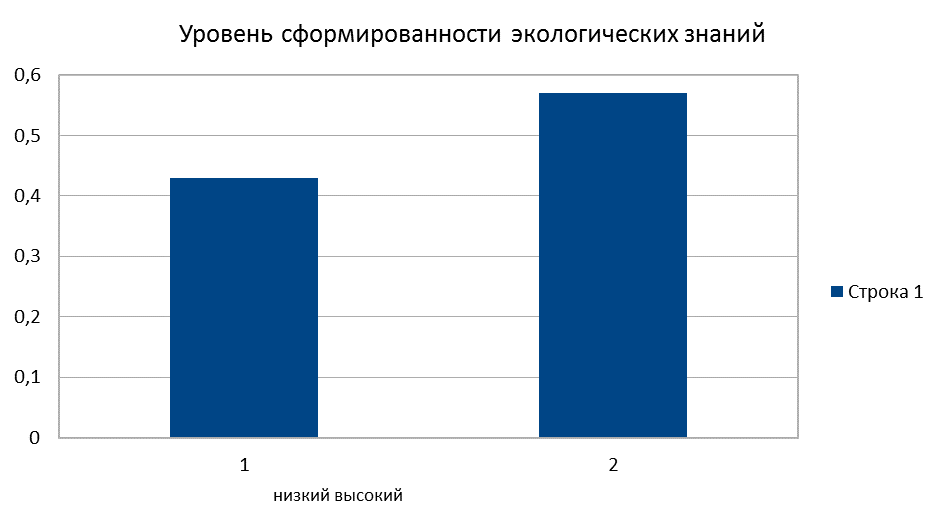 Уровень сформированности экологических знаний
0,6
0,5
0,4
0,3
0,2
0,1
0
Строка 1
1 2
низкий высокий